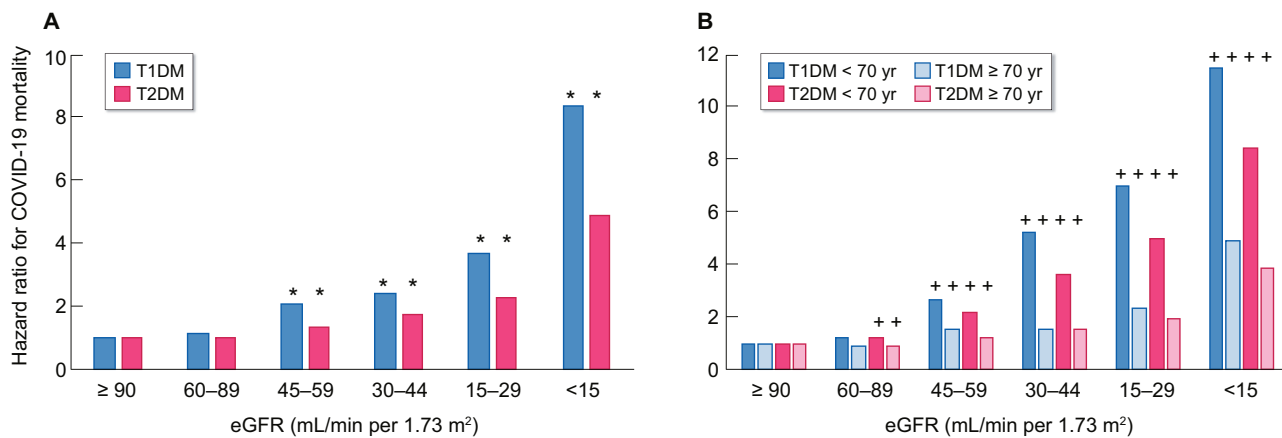 A
Hazard ratio for COVID-19 mortality
10
8
6
4
2
0
T1DM
T2DM
* *
* *
* *
* *
≥ 90 60–89 45–59 30–44 15–29 <15
eGFR (mL/min per 1.73 m²)
B
12
10
8
6
4
2
0
T1DM < 70 yr T1DM ≥ 70 yr
T2DM < 70 yr T2DM ≥ 70 yr
+ + + +
+ + + +
+ + + +
+ + + +
+ +
≥ 90 60–89 45–59 30–44 15–29 <15
eGFR (mL/min per 1.73 m²)